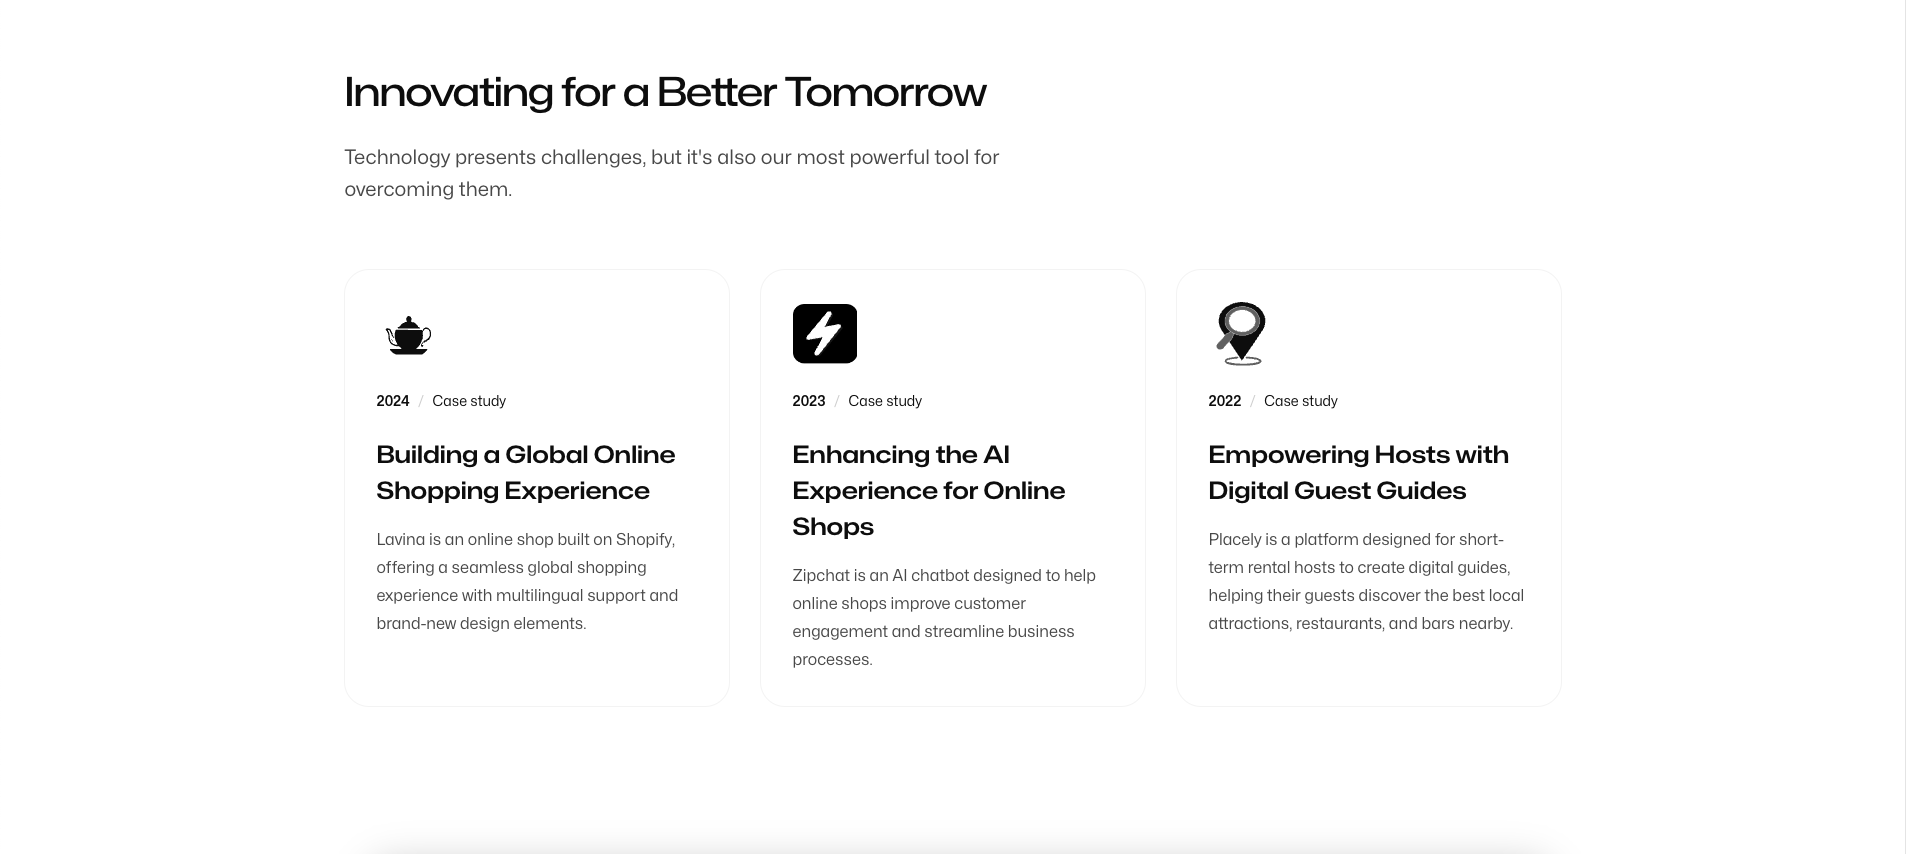 Innovating for a Better Tomorrow
Technology presents challenges, but it's also our most powerful tool for
overcoming them.
2024 / Case study
Building a Global Online
Shopping Experience
Lavina is an online shop built on Shopify,
offering a seamless global shopping
experience with multilingual support and
brand-new design elements.
2023 / Case study
Enhancing the AI
Experience for Online
Shops
Zipchat is an AI chatbot designed to help
online shops improve customer
engagement and streamline business
processes.
2022 / Case study
Empowering Hosts with
Digital Guest Guides
Placely is a platform designed for short-
term rental hosts to create digital guides,
helping their guests discover the best local
attractions, restaurants, and bars nearby.